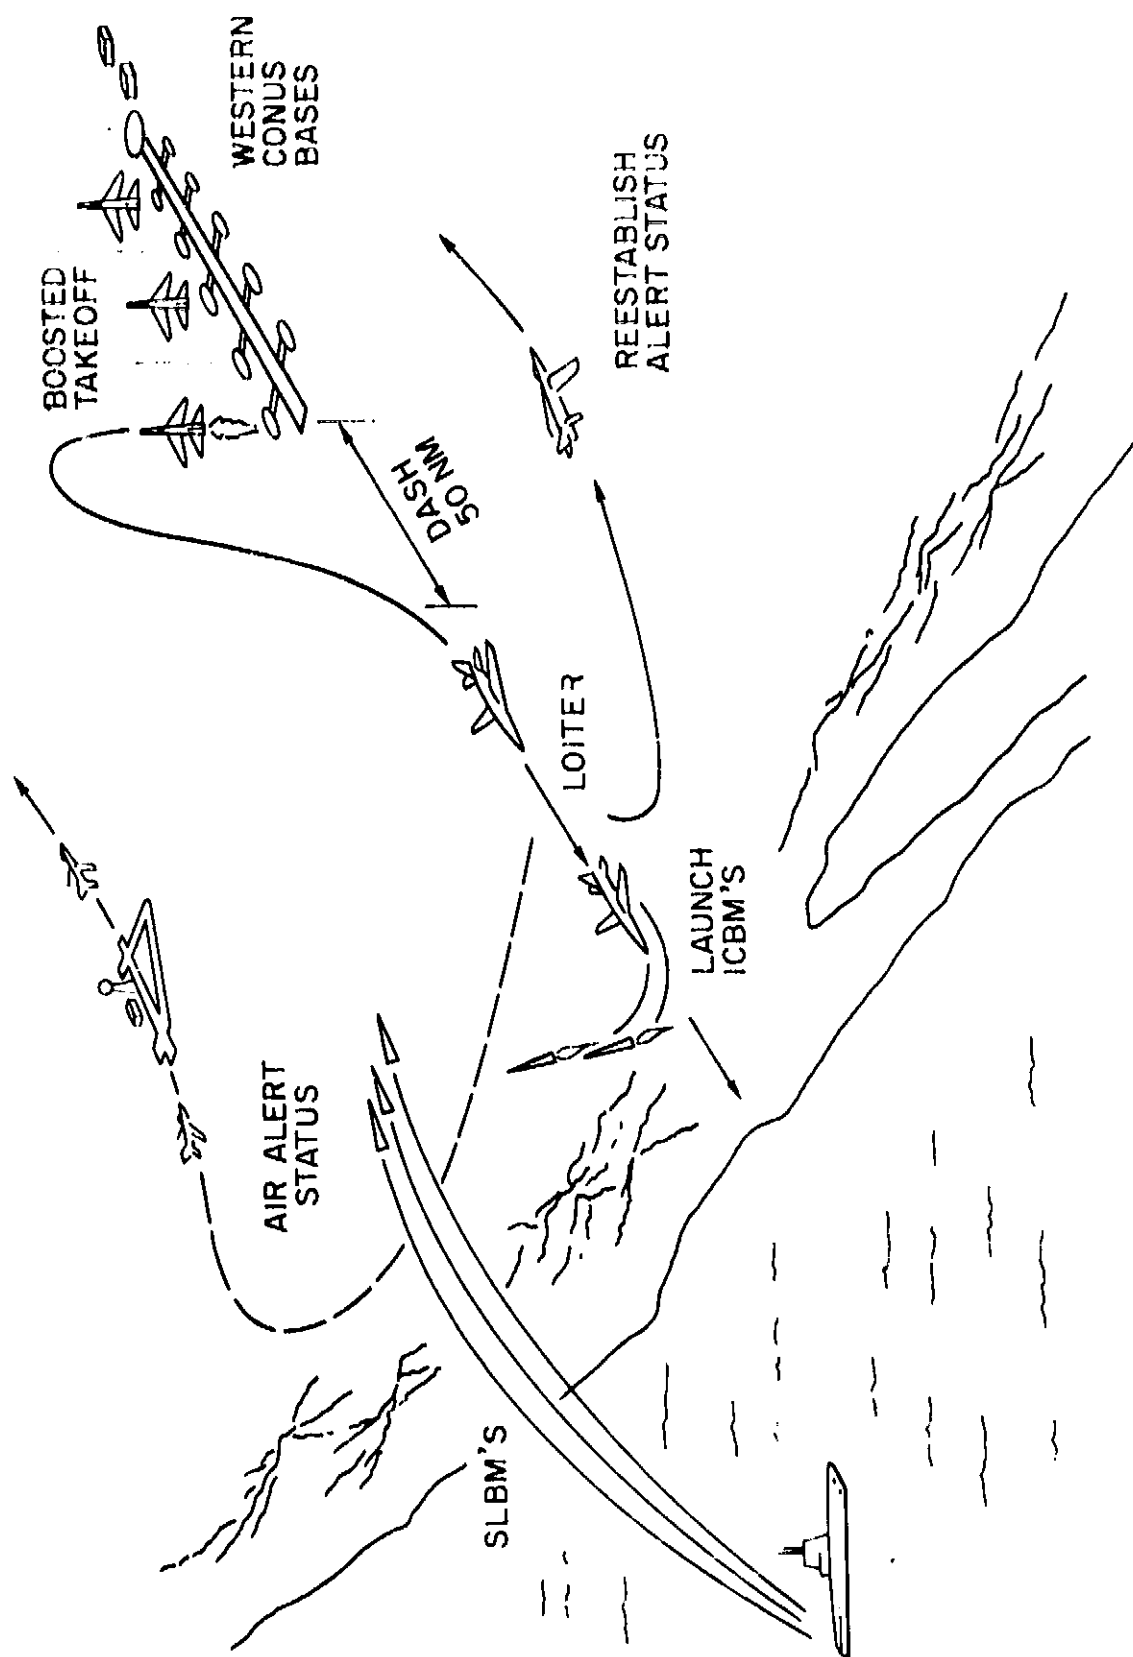 BOOSTED
TAKEOFF
WESTERN
CONUS
BASES
DASH
50 NM
REESTABLISH
ALERT STATUS
LOITER
AIR ALERT
STATUS
LAUNCH
ICBM'S
SLBM'S